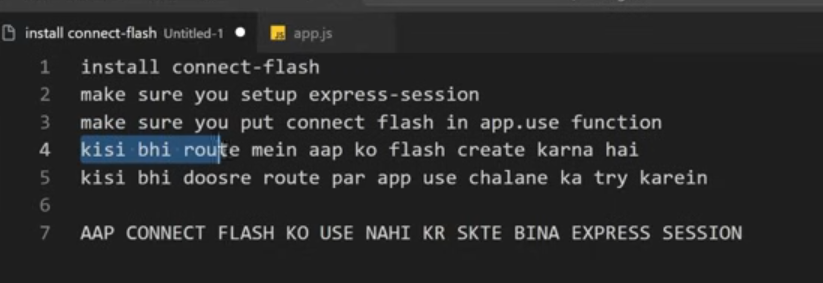 install connect-flash Untitled-1 ● JS app.js
1 install connect-flash
2 make sure you setup express-session
3 make sure you put connect flash in app.use function
4 kisi bhi route mein aap ko flash create karna hai
5 kisi bhi doosre route par app use chalane ka try karein
6
7 AAP CONNECT FLASH KO USE NAHI KR SKTE BINA EXPRESS SESSION